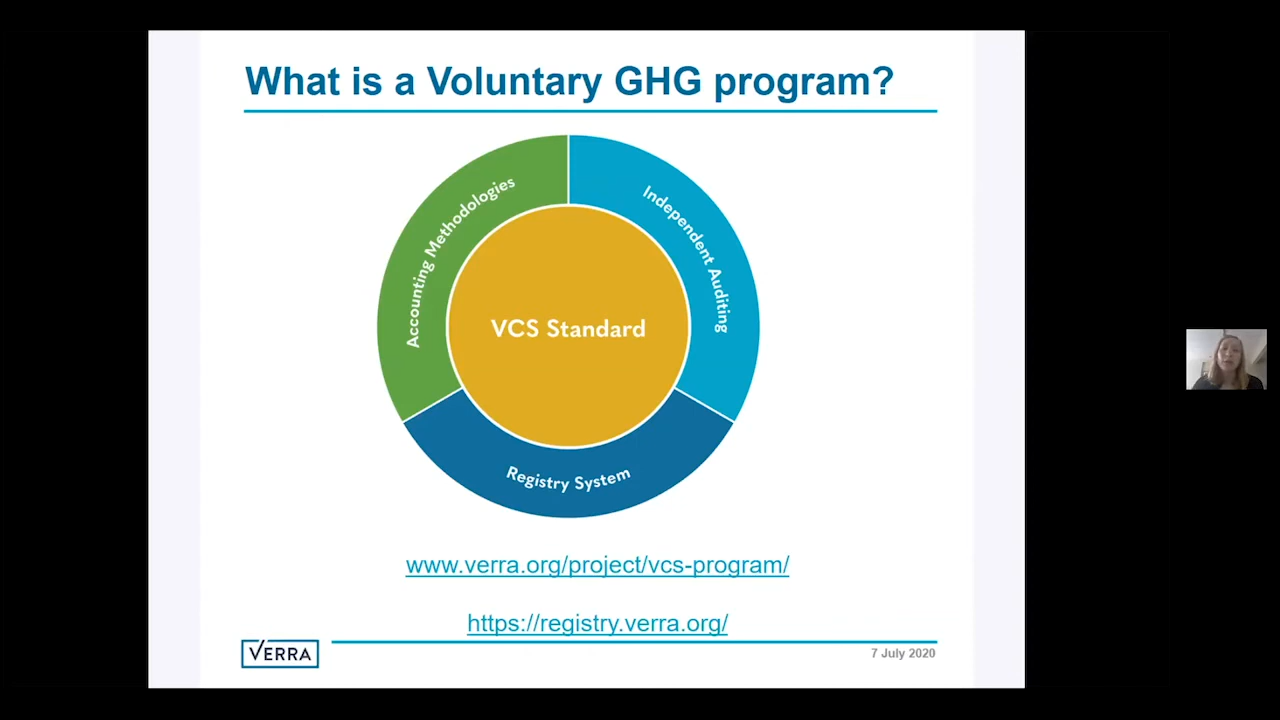 What is a Voluntary GHG program?
Accounting Methodologies
Independent Auditing
VCS Standard
Registry System
www.verra.org/project/vcs-program/
https://registry.verra.org/
VERRA
7 July 2020